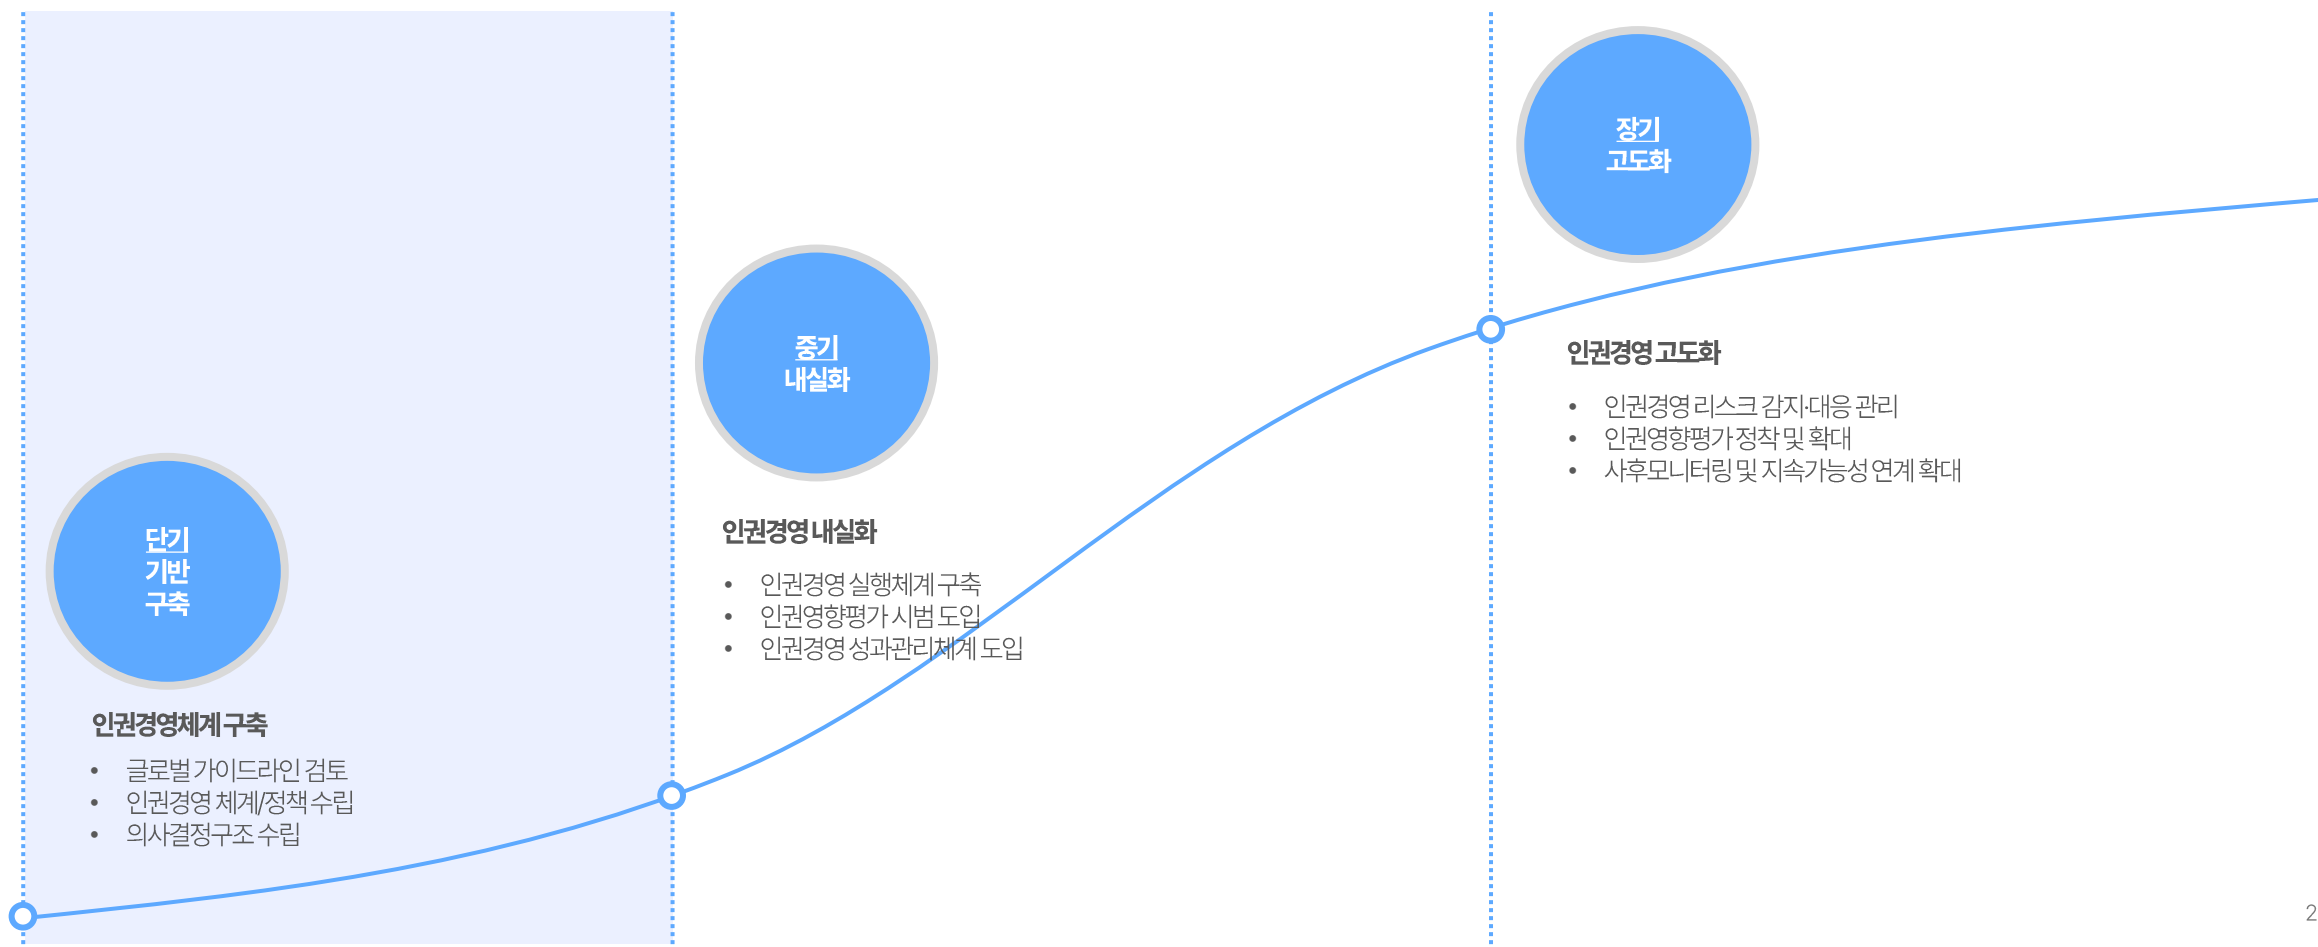 단기
기반
구축
인권경영체계 구축
• 글로벌 가이드라인 검토
• 인권경영 체계/정책 수립
• 의사결정구조 수립
중기
내실화
인권경영 내실화
• 인권경영 실행체계 구축
• 인권영향평가 시범 도입
• 인권경영 성과관리체계 도입
장기
고도화
인권경영 고도화
• 인권경영 리스크 감지·대응 관리
• 인권영향평가 정착 및 확대
• 사후모니터링 및 지속가능성 연계 확대
2